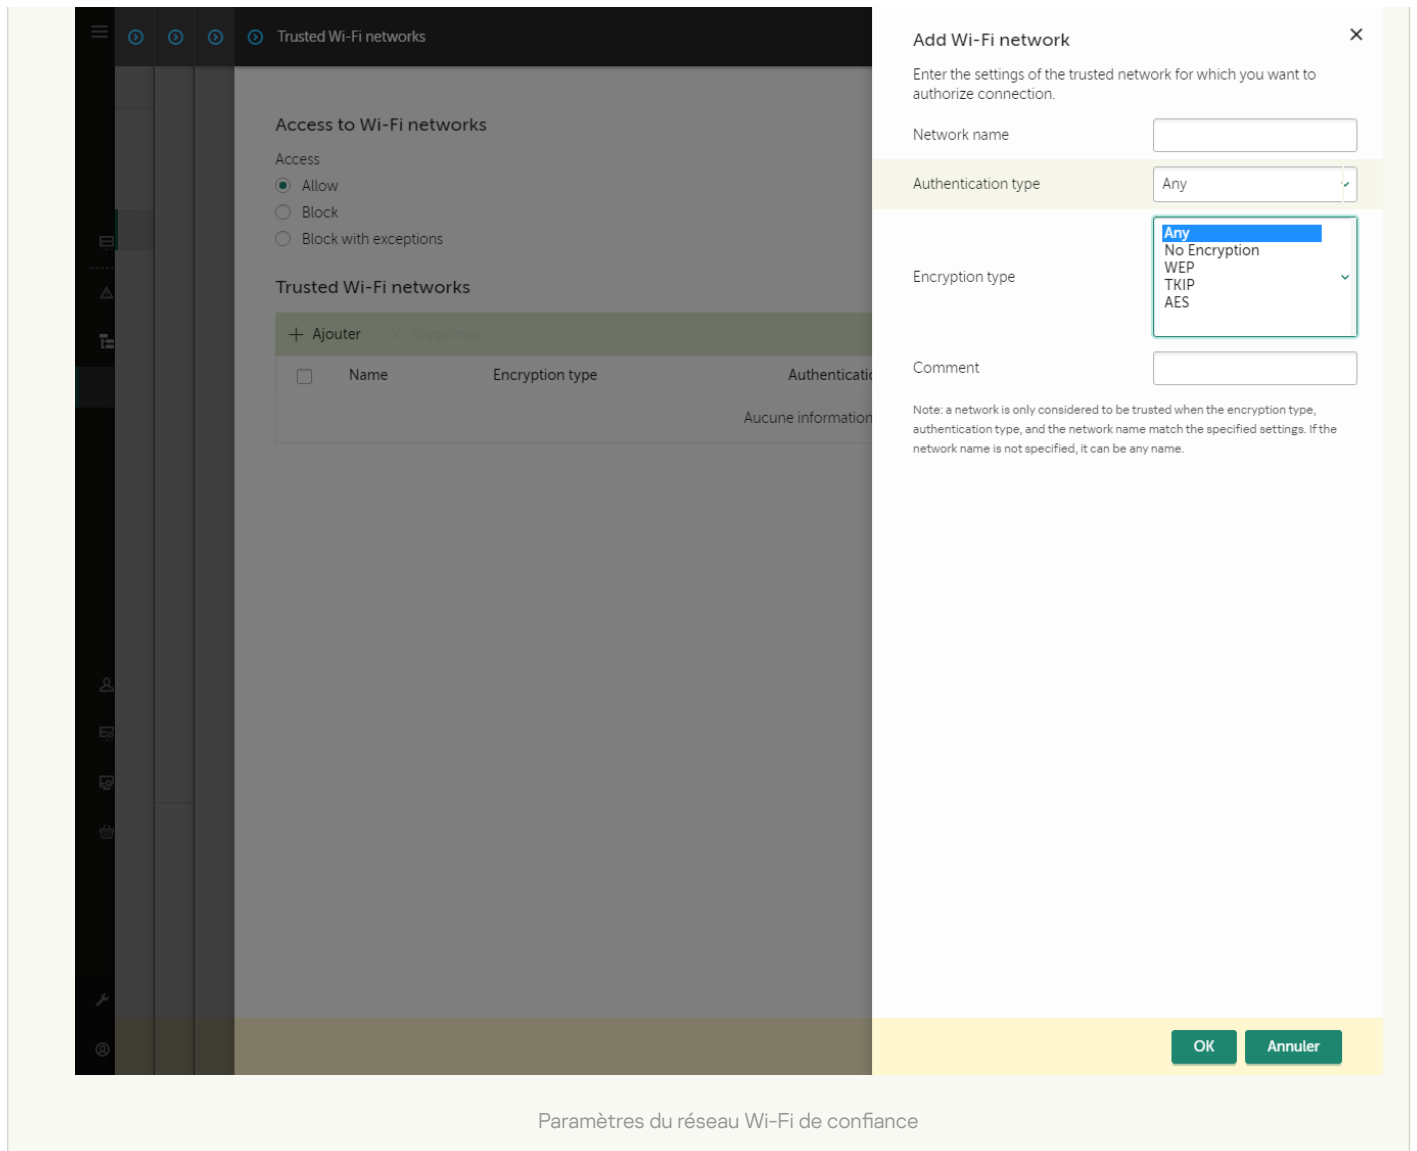 Trusted Wi-Fi networks
Access to Wi-Fi networks
Access
Allow
Block
Block with exceptions
Trusted Wi-Fi networks
Ajouter
Name Encryption type
Aucune information
Add Wi-Fi network
Enter the settings of the trusted network for which you want to
authorize connection.
Network name
Authentication type Any
Encryption type
Any
No Encryption
WEP
TKIP
AES
Comment
Note: a network is only considered to be trusted when the encryption type,
authentication type, and the network name match the specified settings. If the
network name is not specified, it can be any name.
OK Annuler
Paramètres du réseau Wi-Fi de confiance